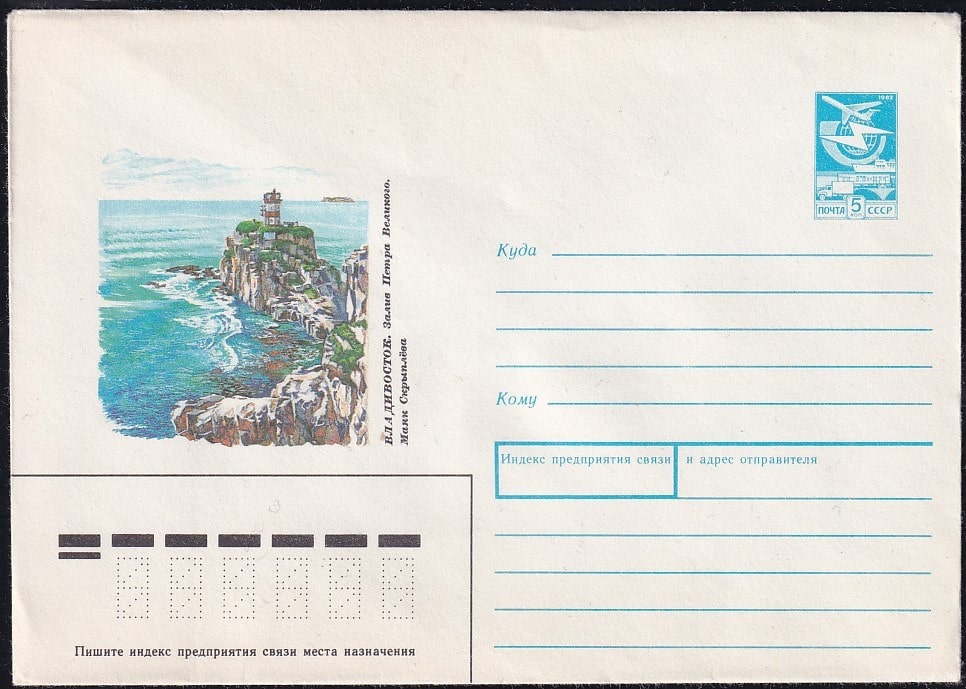 ВЛАДИВОСТОК. Залив Петра Великого.
Маяк Скрыплёва
1982
ПОЧТА 5 КОП СССР
Куда
Кому
Индекс предприятия связи и адрес отправителя
Пишите индекс предприятия связи места назначения